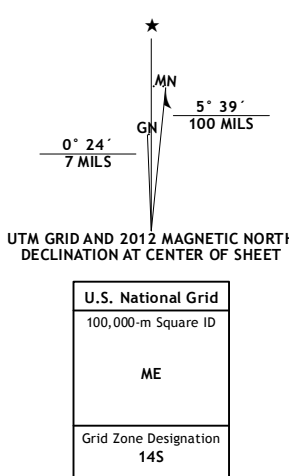 ★
MN
5° 39´
100 MILS
GN
0° 24´
7 MILS
UTM GRID AND 2012 MAGNETIC NORTH
DECLINATION AT CENTER OF SHEET
U.S. National Grid
100,000-m Square ID
ME
Grid Zone Designation
14S